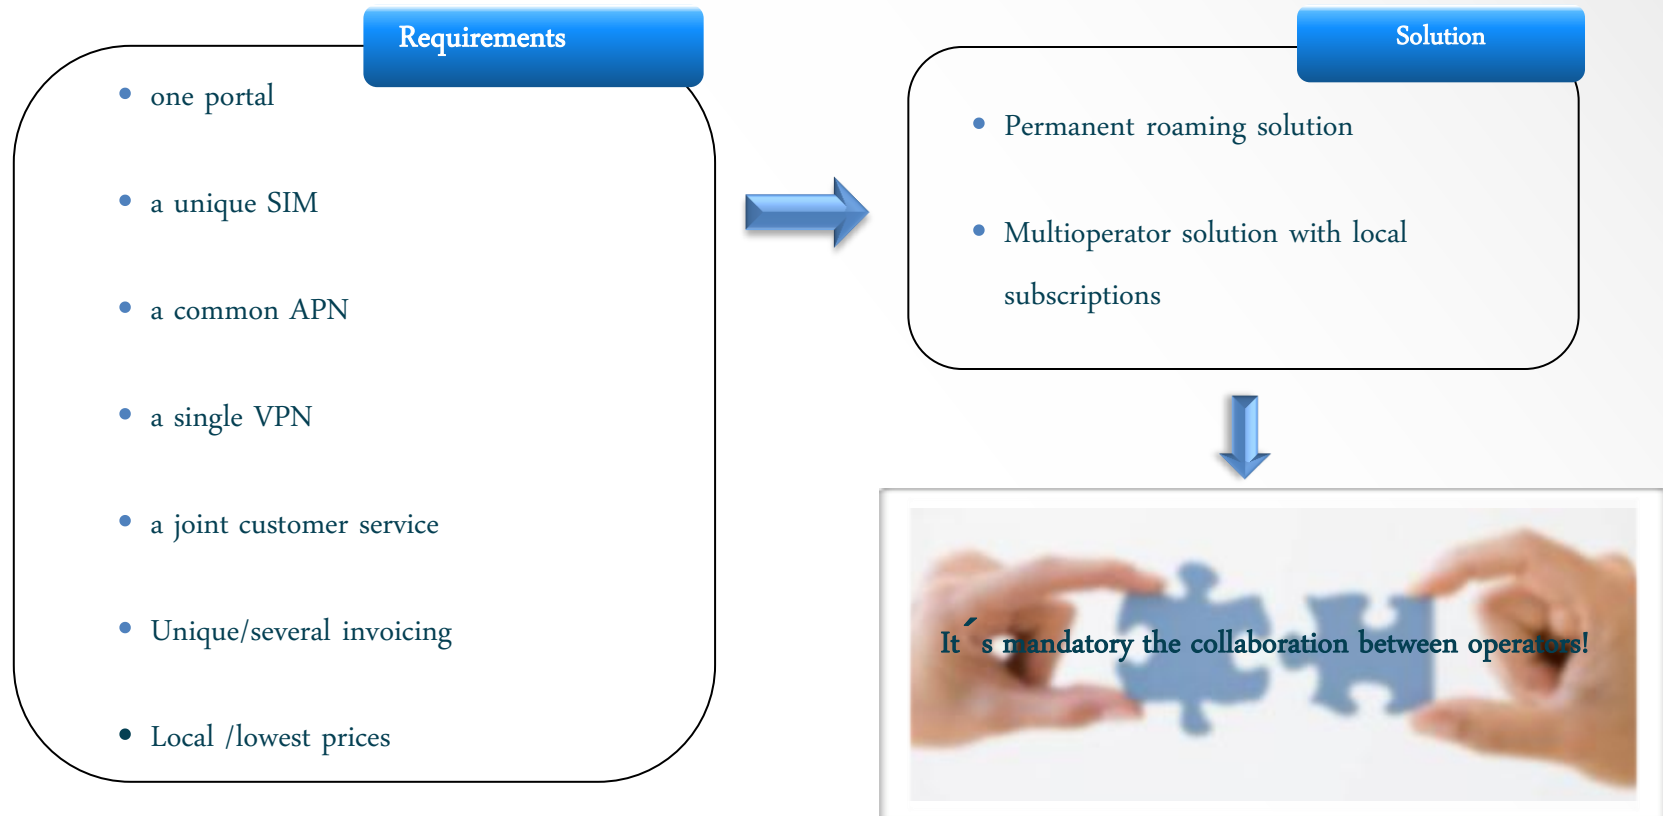 Requirements
one portal
a unique SIM
a common APN
a single VPN
a joint customer service
Unique/several invoicing
Local /lowest prices
Solution
Permanent roaming solution
Multioperator solution with local
subscriptions
It´s mandatory the collaboration between operators!